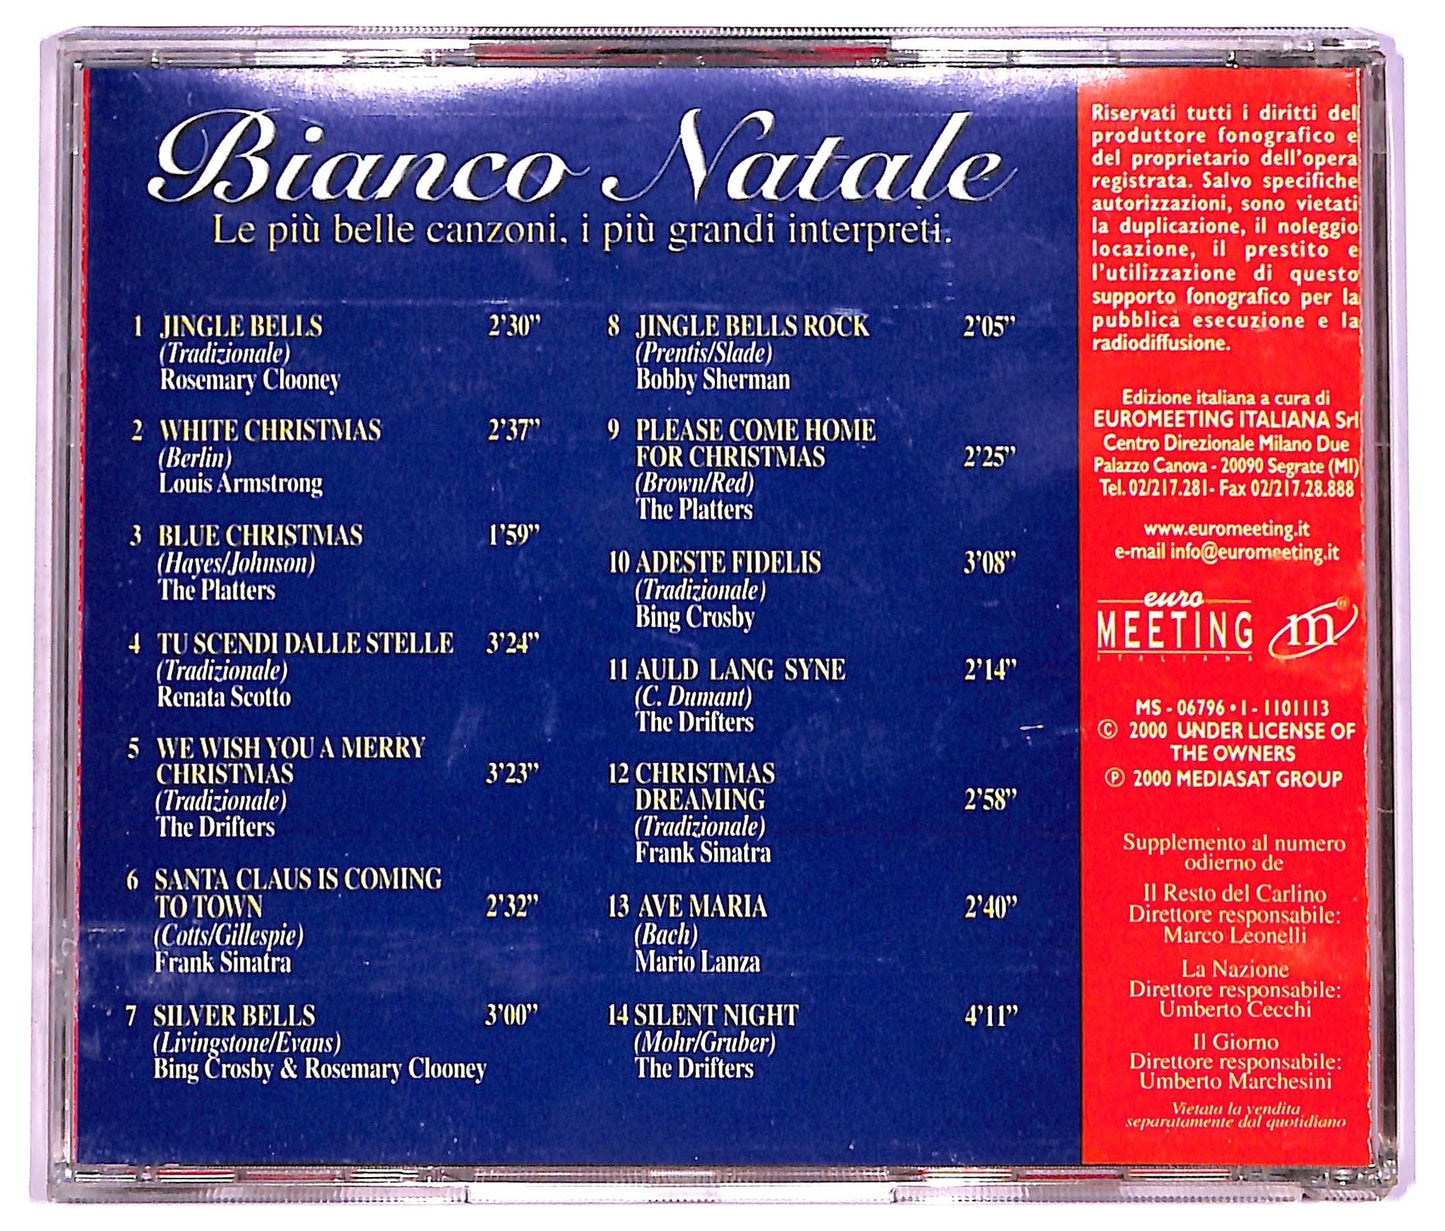 Bianco Natale
Le più belle canzoni, i più grandi interpreti.
1 JINGLE BELLS 2'30"
(Tradizionale)
Rosemary Clooney
2 WHITE CHRISTMAS 2'37"
(Berlin)
Louis Armstrong
3 BLUE CHRISTMAS 1'59"
(Hayes/Johnson)
The Platters
4 TU SCENDI DALLE STELLE 3'24"
(Tradizionale)
Renata Scotto
5 WE WISH YOU A MERRY
CHRISTMAS 3'23"
(Tradizionale)
The Drifters
6 SANTA CLAUS IS COMING
TO TOWN 2'32"
(Cotts/Gillespie)
Frank Sinatra
7 SILVER BELLS 3'00"
(Livingstone/Evans)
Bing Crosby & Rosemary Clooney
8 JINGLE BELLS ROCK 2'05"
(Prentis/Slade)
Bobby Sherman
9 PLEASE COME HOME
FOR CHRISTMAS 2'25"
(Brown/Red)
The Platters
10 ADESTE FIDELIS 3'08"
(Tradizionale)
Bing Crosby
11 AULD LANG SYNE 2'14"
(C. Dumant)
The Drifters
12 CHRISTMAS
DREAMING 2'58"
(Tradizionale)
Frank Sinatra
13 AVE MARIA 2'40"
(Bach)
Mario Lanza
14 SILENT NIGHT 4'11"
(Mohr/Gruber)
The Drifters
Riservati tutti i diritti del
produttore fonografico e
del proprietario dell'opera
registrata. Salvo specifiche
autorizzazioni, sono vietati
la duplicazione, il noleggio
locazione, il prestito e
l'utilizzazione di questo
supporto fonografico per la
pubblica esecuzione e la
radiodiffusione.
Edizione italiana a cura di
EUROMEETING ITALIANA Srl
Centro Direzionale Milano Due
Palazzo Canova - 20090 Segrate (MI)
Tel. 02/217.281- Fax 02/217.28.888
www.euromeeting.it
e-mail info@euromeeting.it
euro
MEETING m®
ITALIANA
MS - 06796 • I - 1101113
© 2000 UNDER LICENSE OF
THE OWNERS
℗ 2000 MEDIASAT GROUP
Supplemento al numero
odierno de
Il Resto del Carlino
Direttore responsabile:
Marco Leonelli
La Nazione
Direttore responsabile:
Umberto Cecchi
Il Giorno
Direttore responsabile:
Umberto Marchesini
Vietata la vendita
separatamente dal quotidiano